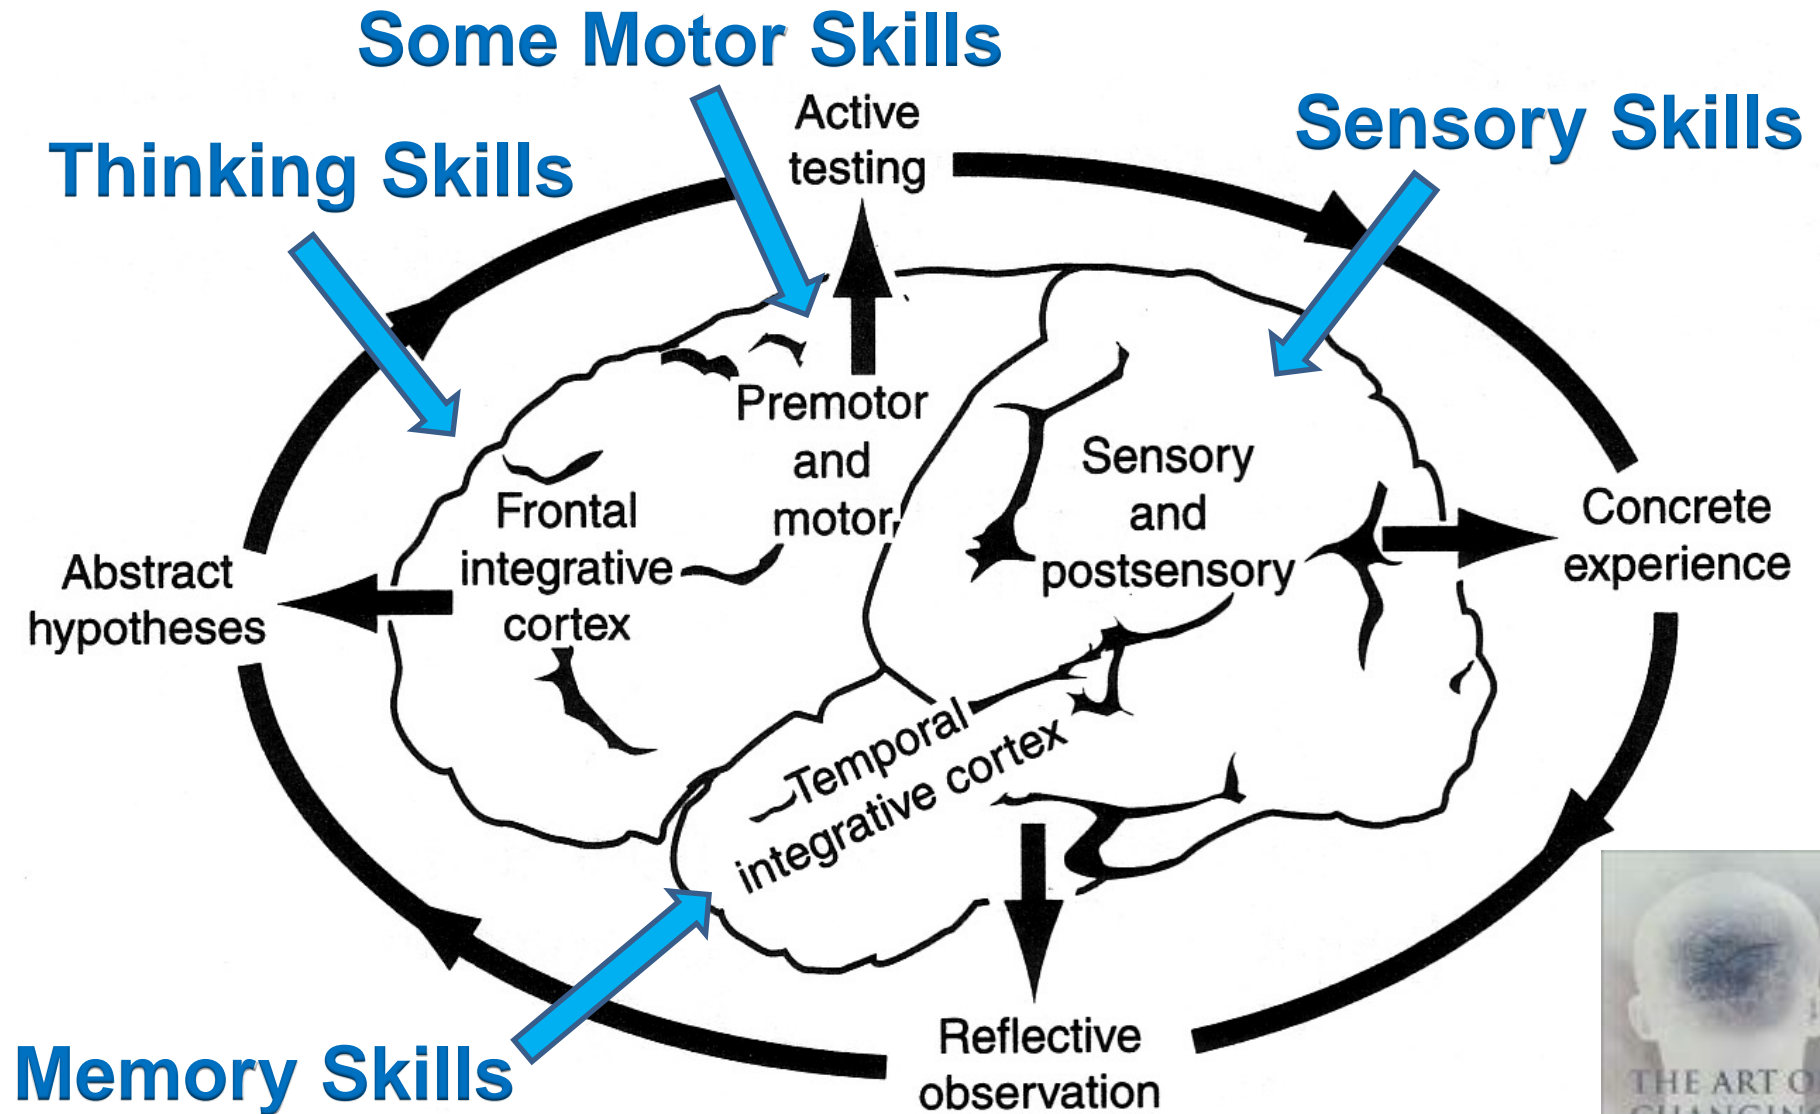 Some Motor Skills
Active
testing
Sensory Skills
Thinking Skills
Premotor
and
motor
Sensory
and
postsensory
Frontal
integrative
cortex
Concrete
experience
Abstract
hypotheses
Temporal
integrative cortex
Reflective
observation
Memory Skills
THE ART O